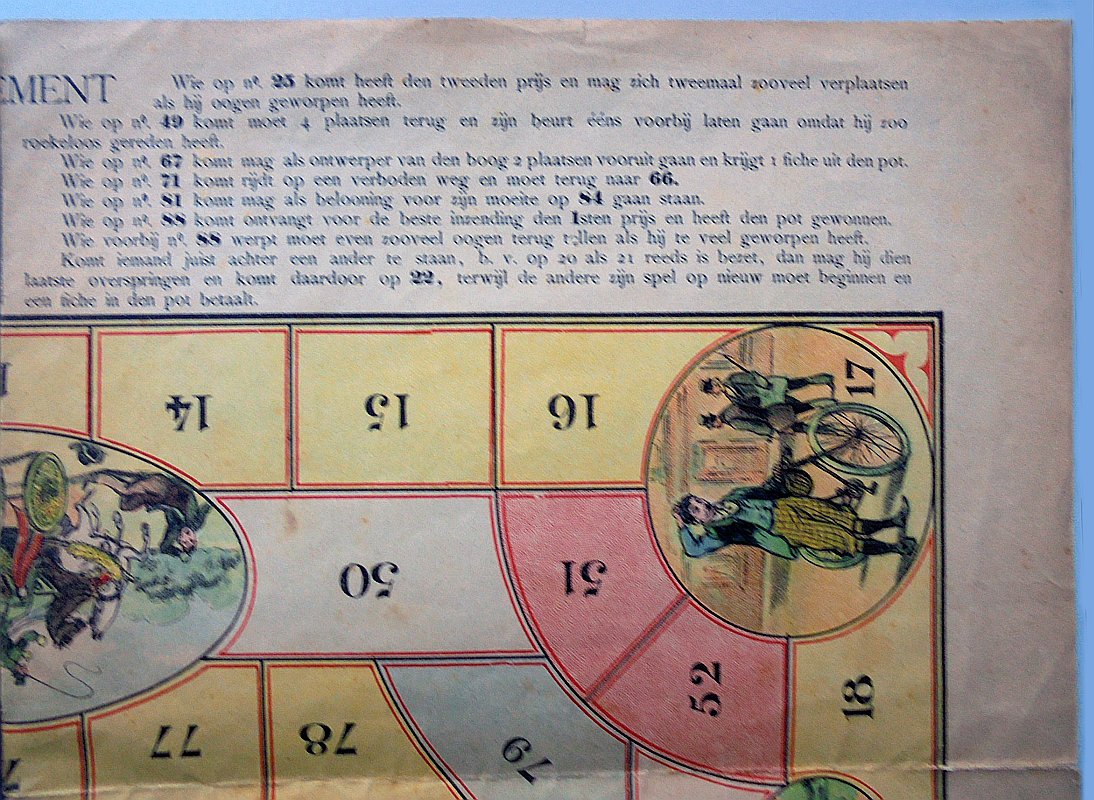 EMENT
Wie op nº. 25 komt heeft den tweeden prijs en mag zich tweemaal zooveel verplaatsen
als hij oogen geworpen heeft.
Wie op nº. 49 komt moet 4 plaatsen terug en zijn beurt ééns voorbij laten gaan omdat hij zoo
roekeloos gereden heeft.
Wie op nº. 67 komt mag als ontwerper van den boog 2 plaatsen vooruit gaan en krijgt 1 fiche uit den pot.
Wie op nº. 71 komt rijdt op een verboden weg en moet terug naar 66.
Wie op nº. 81 komt mag als belooning voor zijn moeite op 84 gaan staan.
Wie op nº. 88 komt ontvangt voor de beste inzending den 1sten prijs en heeft den pot gewonnen.
Wie voorbij nº. 88 werpt moet even zooveel oogen terug tellen als hij te veel geworpen heeft.
Komt iemand juist achter een ander te staan, b. v. op 20 als 21 reeds is bezet, dan mag hij dien
laatste overspringen en komt daardoor op 22, terwijl de andere zijn spel op nieuw moet beginnen en
een fiche in den pot betaalt.
14
15
16
17
50
51
52
18
77
78
79